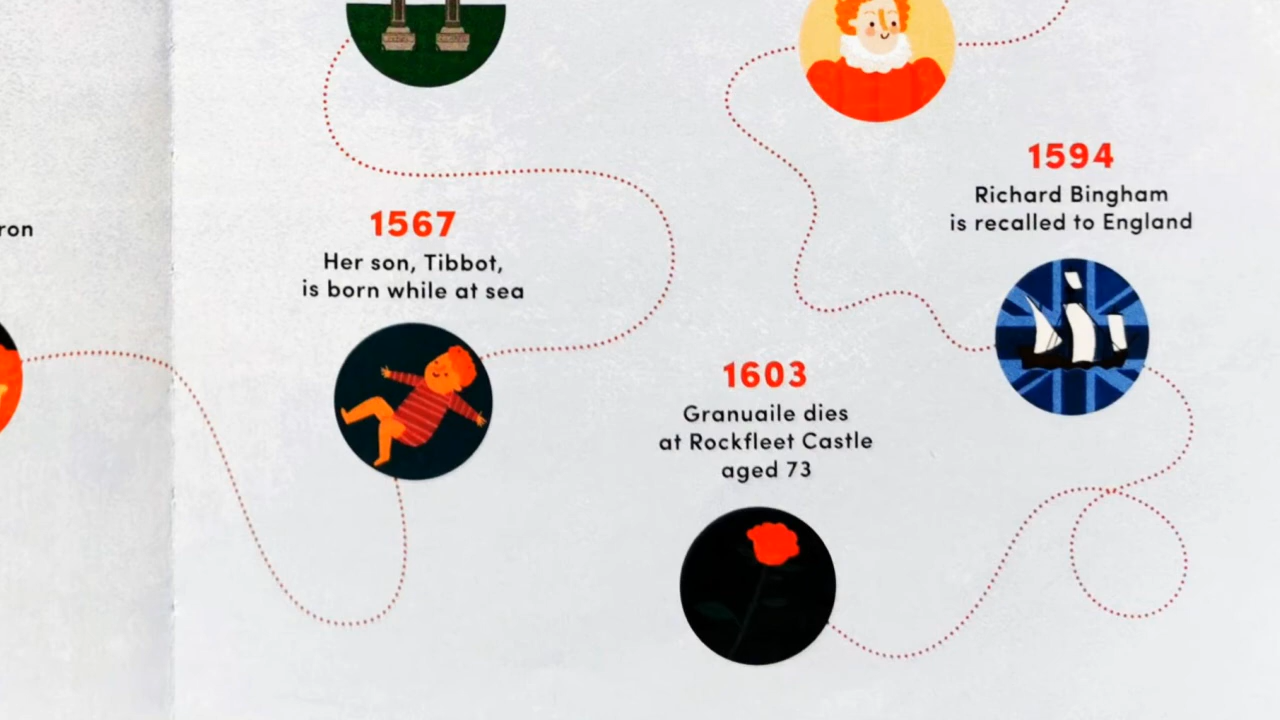 1567
Her son, Tibbot,
is born while at sea
1594
Richard Bingham
is recalled to England
1603
Granuaile dies
at Rockfleet Castle
aged 73